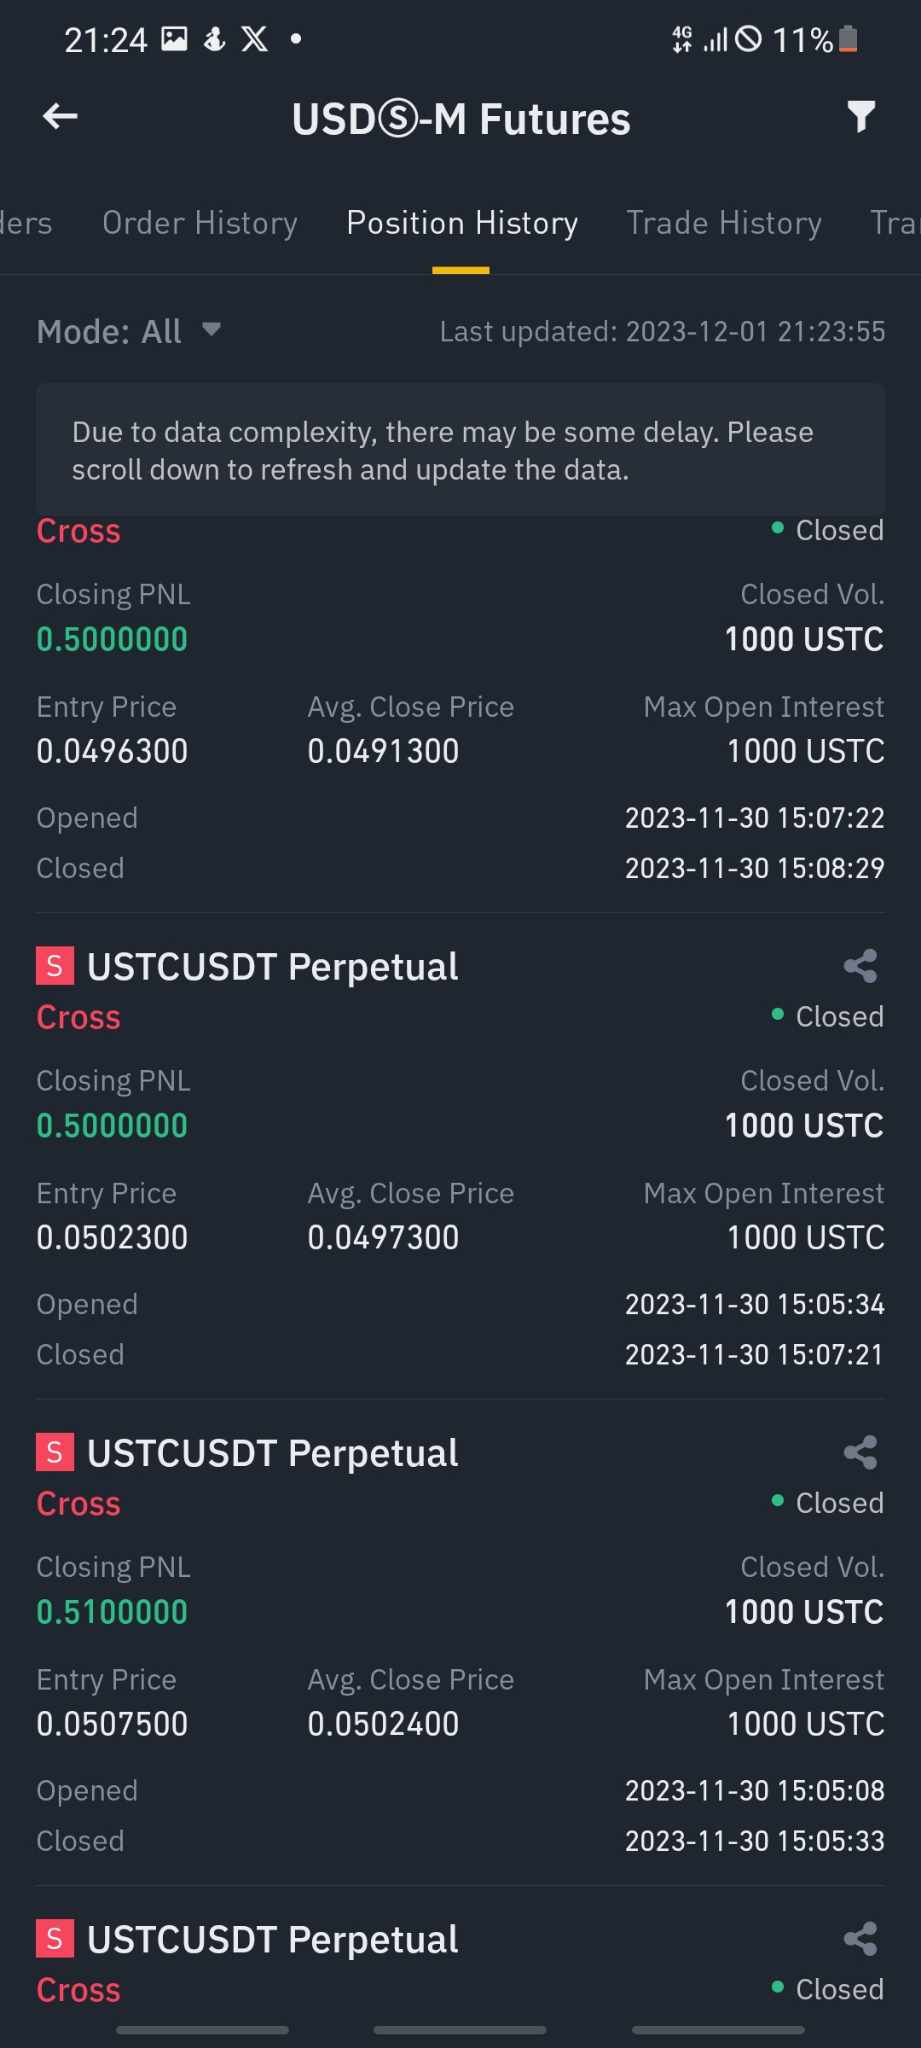 21:24 4G 11%
USDⓈ-M Futures
ders Order History Position History Trade History Tra
Mode: All Last updated: 2023-12-01 21:23:55
Due to data complexity, there may be some delay. Please
scroll down to refresh and update the data.
Cross Closed
Closing PNL Closed Vol.
0.5000000 1000 USTC
Entry Price Avg. Close Price Max Open Interest
0.0496300 0.0491300 1000 USTC
Opened 2023-11-30 15:07:22
Closed 2023-11-30 15:08:29
S USTCUSDT Perpetual
Cross Closed
Closing PNL Closed Vol.
0.5000000 1000 USTC
Entry Price Avg. Close Price Max Open Interest
0.0502300 0.0497300 1000 USTC
Opened 2023-11-30 15:05:34
Closed 2023-11-30 15:07:21
S USTCUSDT Perpetual
Cross Closed
Closing PNL Closed Vol.
0.5100000 1000 USTC
Entry Price Avg. Close Price Max Open Interest
0.0507500 0.0502400 1000 USTC
Opened 2023-11-30 15:05:08
Closed 2023-11-30 15:05:33
S USTCUSDT Perpetual
Cross Closed